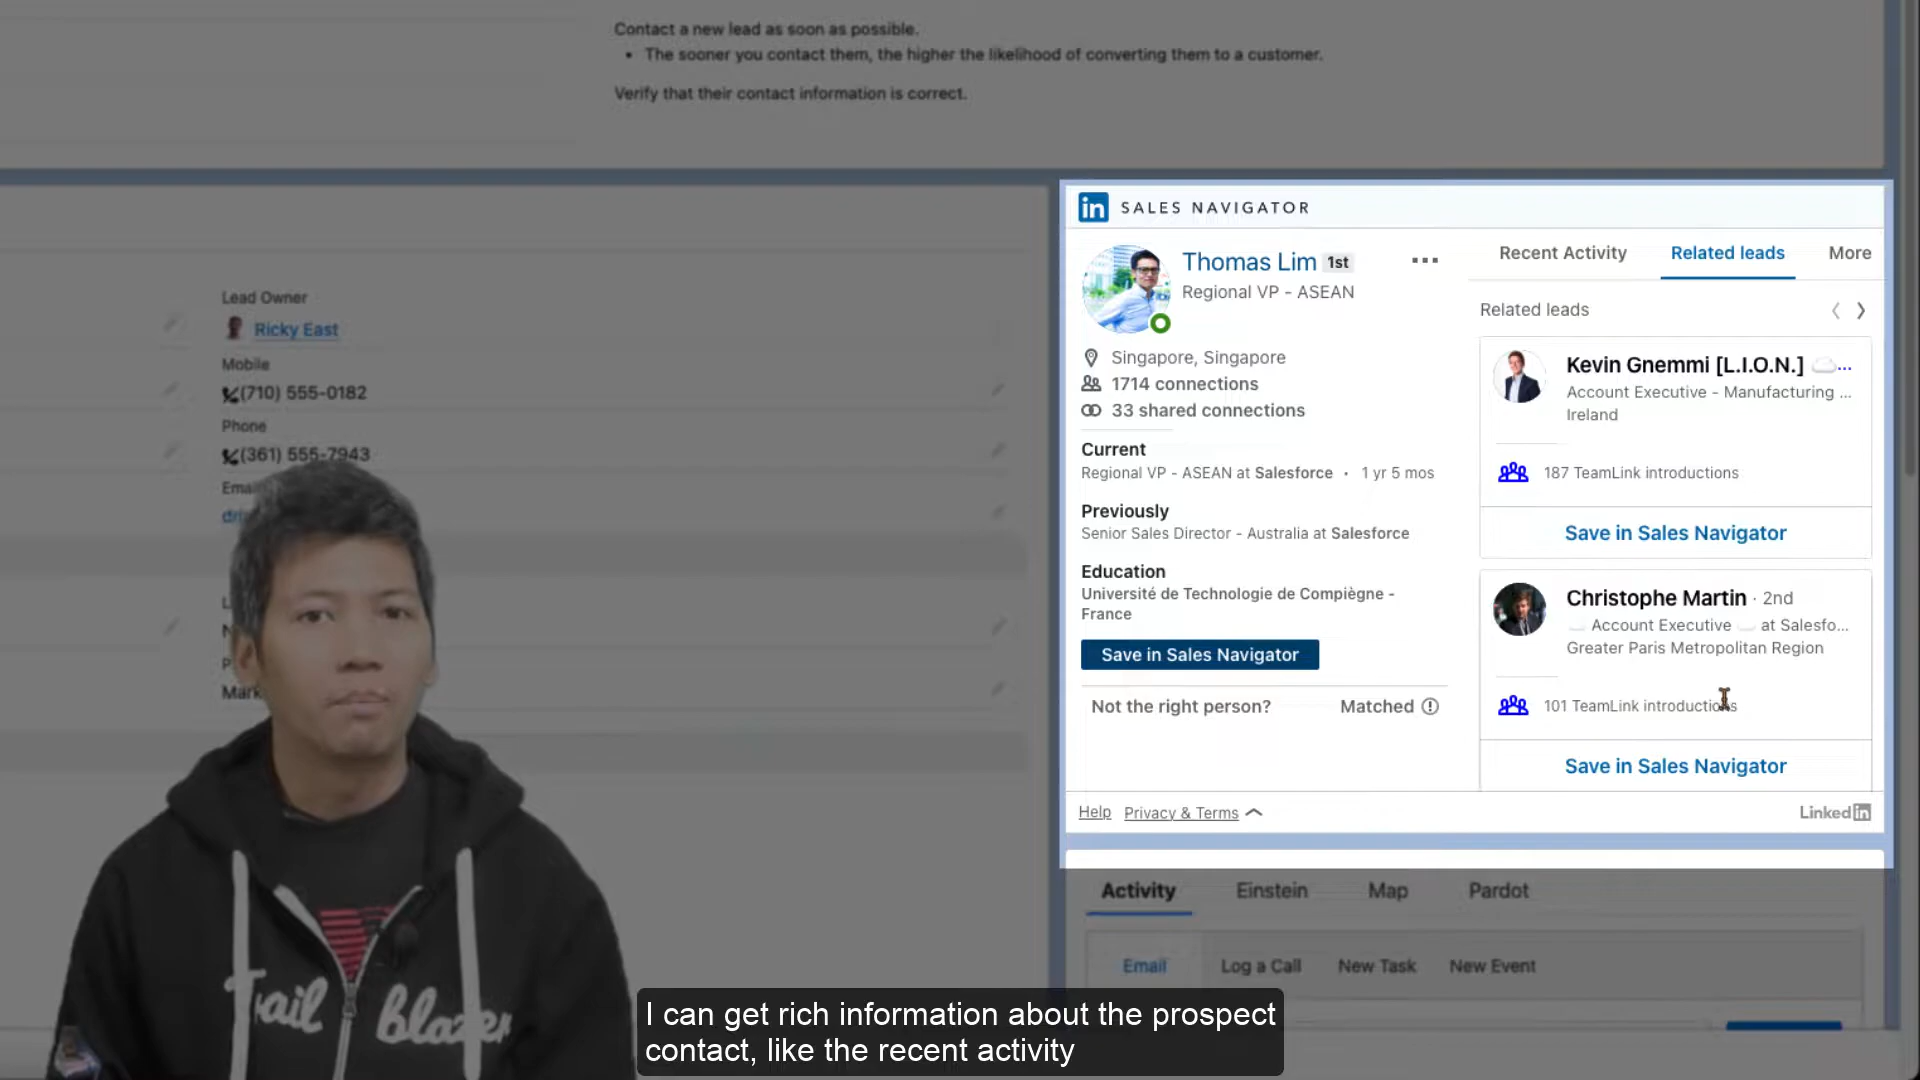 Contact a new lead as soon as possible.
• The sooner you contact them, the higher the likelihood of converting them to a customer.
Verify that their contact information is correct.
Lead Owner
Ricky East
Mobile
(710) 555-0182
Phone
(361) 555-7943
Email
Mark
Trail
blazer
in SALES NAVIGATOR
Thomas Lim 1st
Regional VP - ASEAN
Singapore, Singapore
1714 connections
33 shared connections
Current
Regional VP - ASEAN at Salesforce · 1 yr 5 mos
Previously
Senior Sales Director - Australia at Salesforce
Education
Université de Technologie de Compiègne -
France
Save in Sales Navigator
Not the right person? Matched
Recent Activity Related leads More
Related leads
Kevin Gnemmi [L.I.O.N.] ...
Account Executive - Manufacturing ...
Ireland
187 TeamLink introductions
Save in Sales Navigator
Christophe Martin · 2nd
Account Executive at Salesfo...
Greater Paris Metropolitan Region
101 TeamLink introductions
Save in Sales Navigator
Help Privacy & Terms
Linked in
Activity Einstein Map Pardot
Email Log a Call New Task New Event
I can get rich information about the prospect
contact, like the recent activity